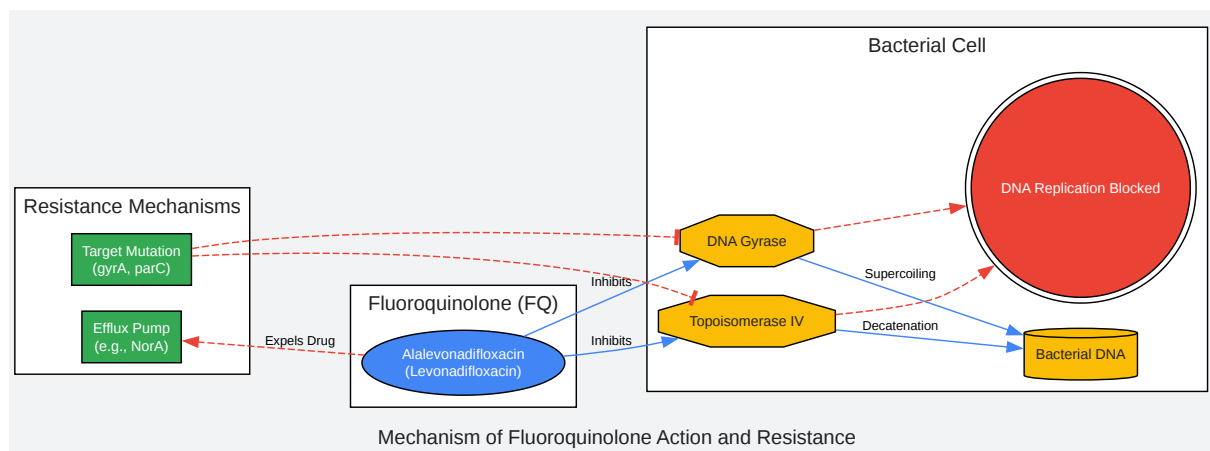 Bacterial Cell
DNA Replication Blocked
Resistance Mechanisms
Target Mutation
(gyrA, parC)
DNA Gyrase
Supercoiling
Inhibits
Fluoroquinolone (FQ)
Efflux Pump
(e.g., NorA)
Expels Drug
Alalevonadifloxacin
(Levonadifloxacin)
Inhibits
Topoisomerase IV
Decatenation
Bacterial DNA
Mechanism of Fluoroquinolone Action and Resistance